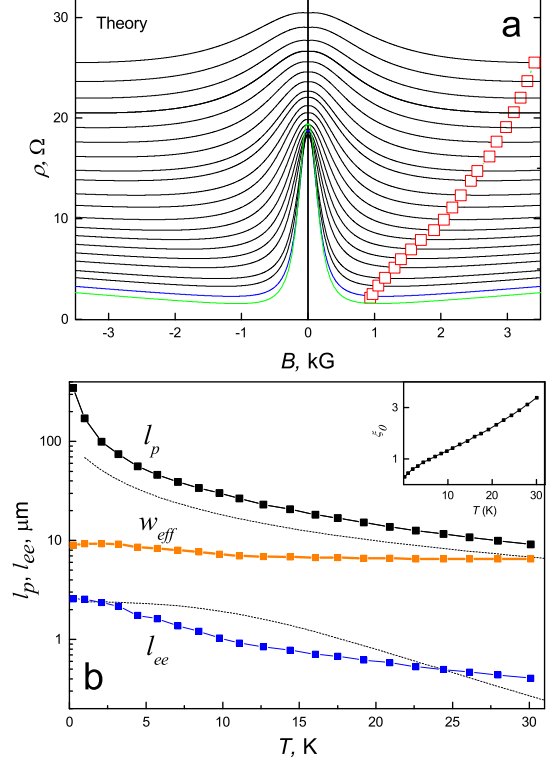 30
Theory
a
20
ρ, Ω
10
0
-3 -2 -1 0 1 2 3
B, kG
3
ξ₀
1
10 20 30
T (K)
100
l_p
w_eff
10
l_p, l_ee, μm
1
l_ee
b
0 5 10 15 20 25 30
T, K